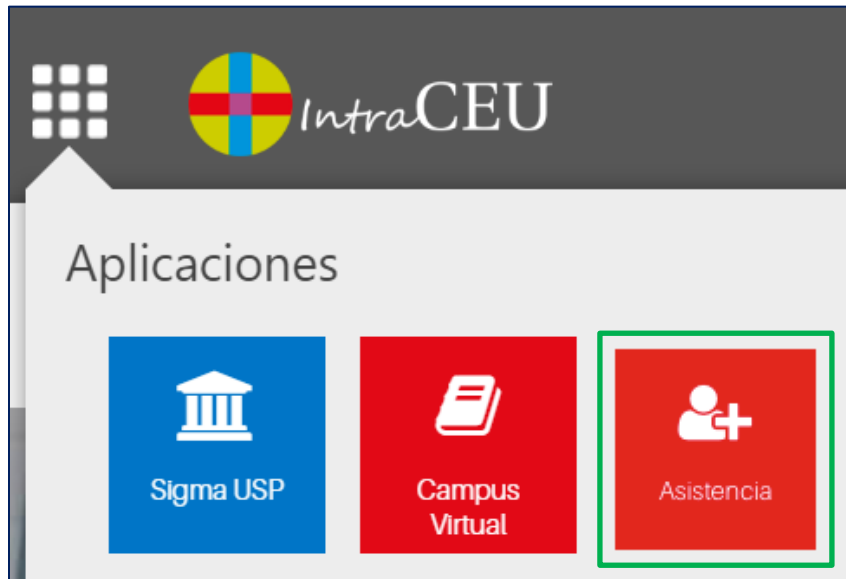 IntraCEU
Aplicaciones
Sigma USP
Campus
Virtual
Asistencia